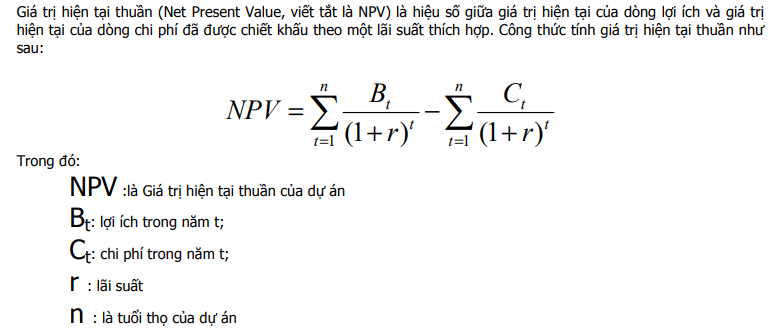 Giá trị hiện tại thuần (Net Present Value, viết tắt là NPV) là hiệu số giữa giá trị hiện tại của dòng lợi ích và giá trị
hiện tại của dòng chi phí đã được chiết khấu theo một lãi suất thích hợp. Công thức tính giá trị hiện tại thuần như
sau:
NPV = \sum_{t=1}^{n} \frac{B_t}{(1+r)^t} - \sum_{t=1}^{n} \frac{C_t}{(1+r)^t}
Trong đó:
NPV :là Giá trị hiện tại thuần của dự án
B_t: lợi ích trong năm t;
C_t: chi phí trong năm t;
r : lãi suất
n : là tuổi thọ của dự án